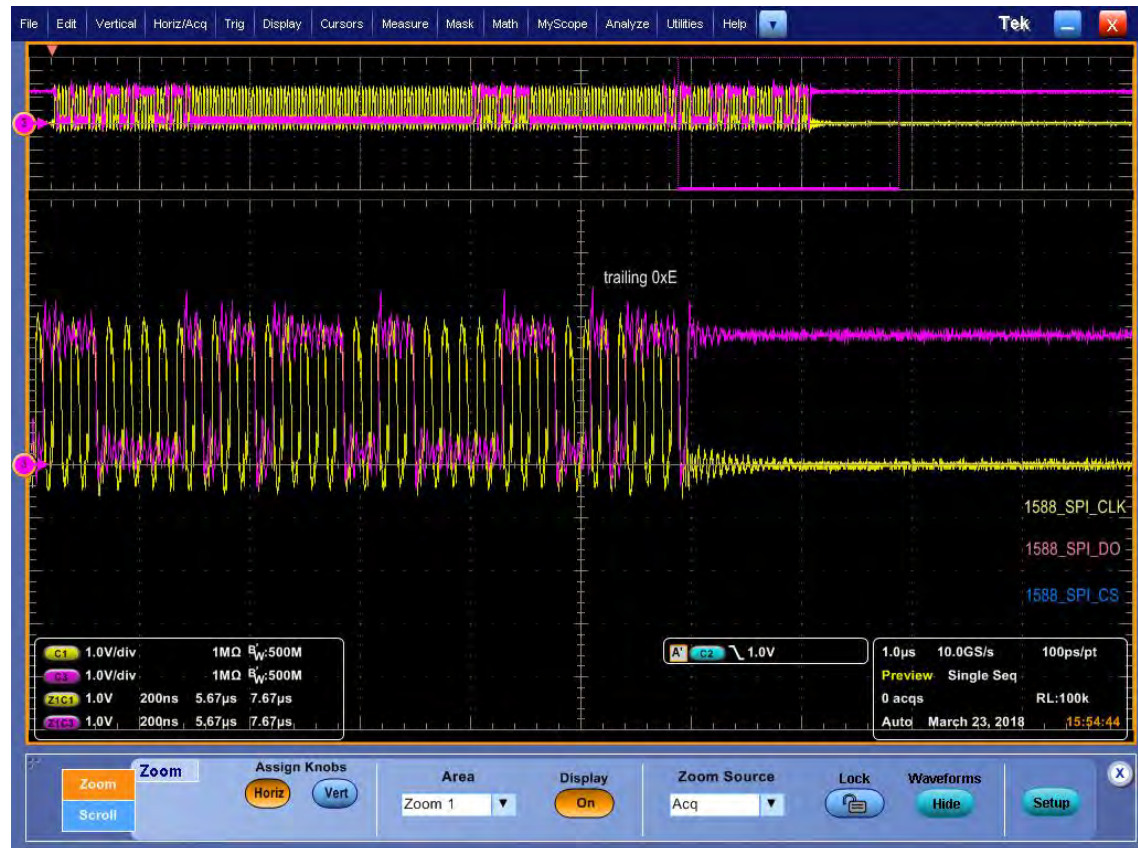 File Edit Vertical Horiz/Acq Trig Display Cursors Measure Mask Math MyScope Analyze Utilities Help Tek X
3
trailing 0xE
3
1588_SPI_CLK
1588_SPI_DO
1588_SPI_CS
C1 1.0V/div 1MΩ BW:500M
C3 1.0V/div 1MΩ BW:500M
Z1C1 1.0V 200ns 5.67µs 7.67µs
Z1C3 1.0V 200ns 5.67µs 7.67µs
A' C2 1.0V
1.0µs 10.0GS/s 100ps/pt
Preview Single Seq
0 acqs RL:100k
Auto March 23, 2018 15:54:44
Zoom
Scroll
Zoom
Assign Knobs
Horiz Vert
Area
Zoom 1
Display
On
Zoom Source
Acq
Lock
Waveforms
Hide
Setup
X